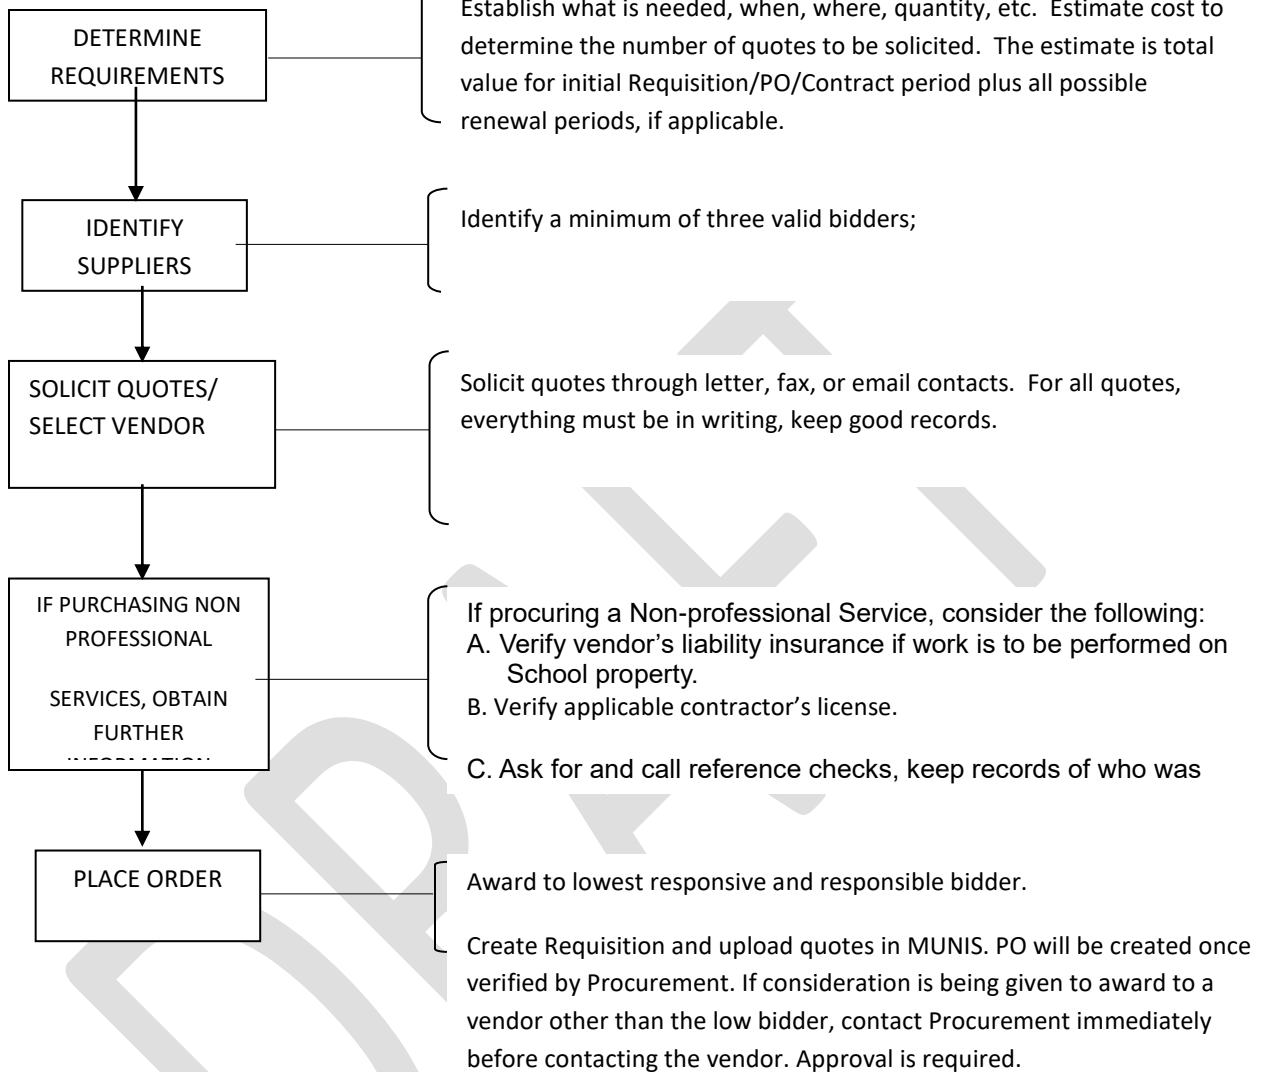 DETERMINE
REQUIREMENTS
Establish what is needed, when, where, quantity, etc.  Estimate cost to
determine the number of quotes to be solicited.  The estimate is total
value for initial Requisition/PO/Contract period plus all possible
renewal periods, if applicable.
IDENTIFY
SUPPLIERS
Identify a minimum of three valid bidders;
SOLICIT QUOTES/
SELECT VENDOR
Solicit quotes through letter, fax, or email contacts.  For all quotes,
everything must be in writing, keep good records.
IF PURCHASING NON
PROFESSIONAL
SERVICES, OBTAIN
FURTHER
INFORMATION
If procuring a Non-professional Service, consider the following:
A. Verify vendor's liability insurance if work is to be performed on
School property.
B. Verify applicable contractor's license.
C. Ask for and call reference checks, keep records of who was
PLACE ORDER
Award to lowest responsive and responsible bidder.
Create Requisition and upload quotes in MUNIS. PO will be created once
verified by Procurement. If consideration is being given to award to a
vendor other than the low bidder, contact Procurement immediately
before contacting the vendor. Approval is required.
DRAFT